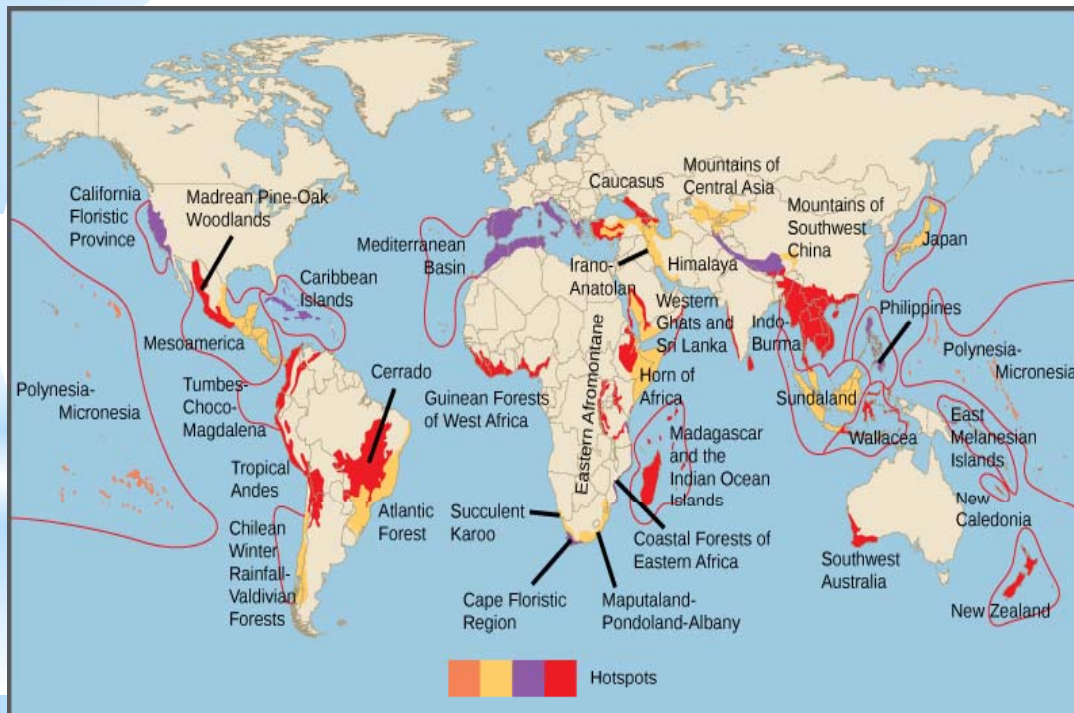 California
Floristic
Province
Madrean Pine-Oak
Woodlands
Caribbean
Islands
Mesoamerica
Polynesia-
Micronesia
Tumbes-
Choco-
Magdalena
Cerrado
Tropical
Andes
Atlantic
Forest
Chilean
Winter
Rainfall-
Valdivian
Forests
Mediterranean
Basin
Caucasus
Mountains of
Central Asia
Mountains of
Southwest
China
Japan
Irano-
Anatolan
Himalaya
Western
Ghats and
Sri Lanka
Indo-
Burma
Philippines
Polynesia-
Micronesia
Guinean Forests
of West Africa
Eastern Afromontane
Horn of
Africa
Sundaland
Wallacea
East
Melanesian
Islands
Madagascar
and the
Indian Ocean
Islands
New
Caledonia
Succulent
Karoo
Coastal Forests of
Eastern Africa
Southwest
Australia
Cape Floristic
Region
Maputaland-
Pondoland-Albany
New Zealand
Hotspots